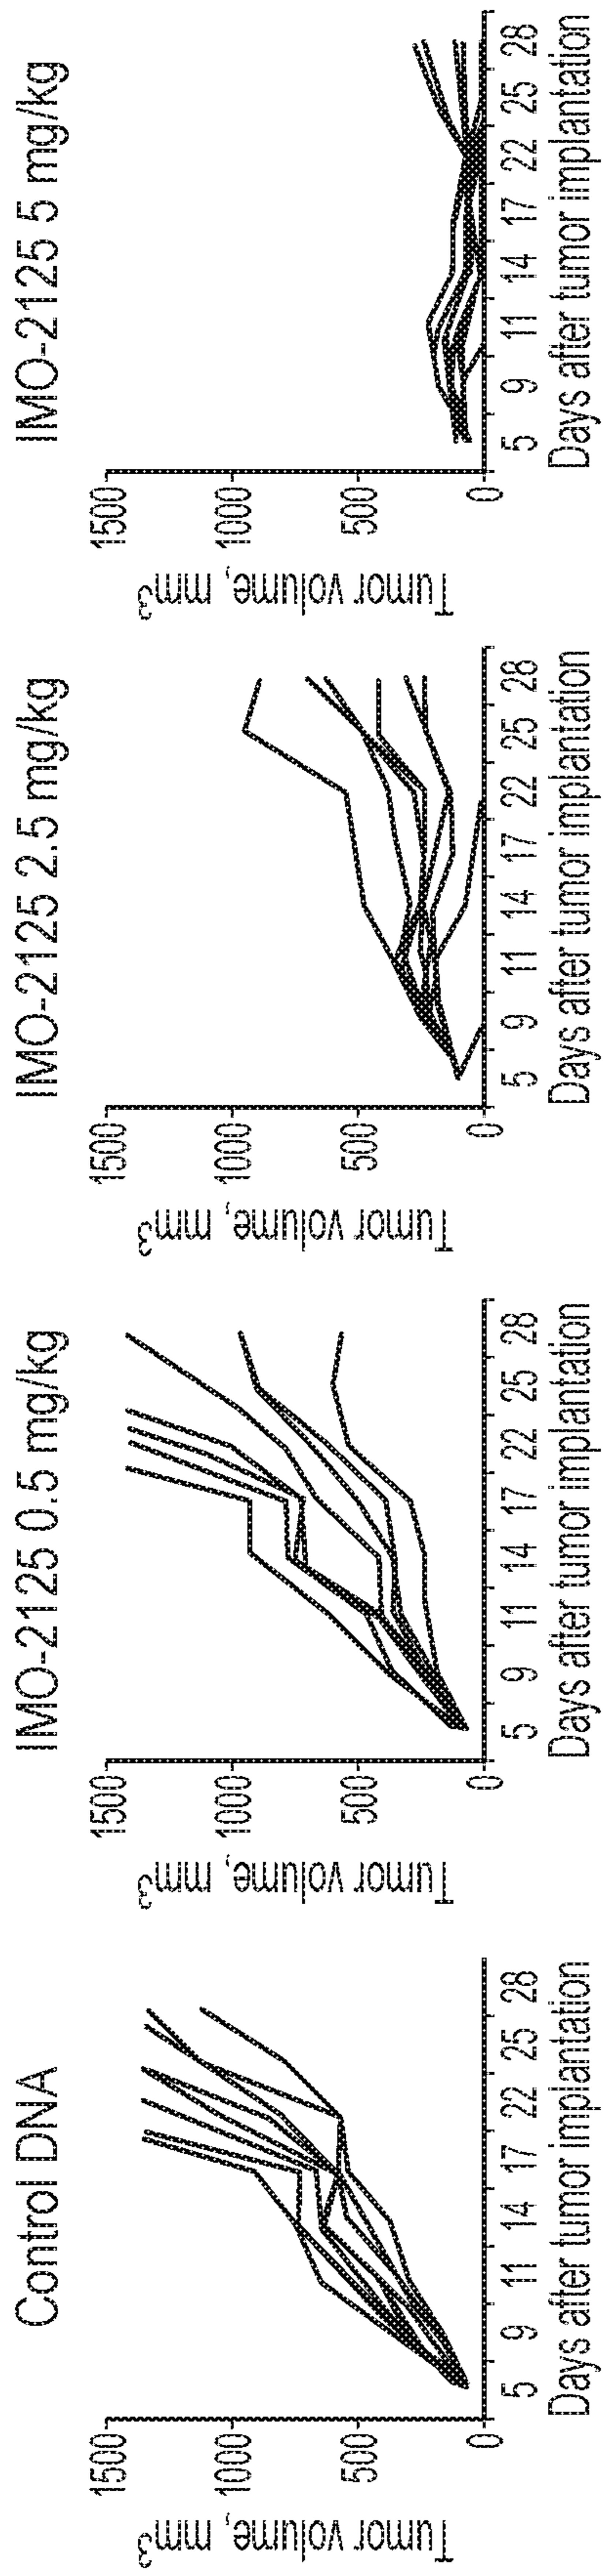 Control DNA
Tumor volume, mm3
1500
1000
500
0
5 9 11 14 17 22 25 28
Days after tumor implantation
IMO-2125 0.5 mg/kg
Tumor volume, mm3
1500
1000
500
0
5 9 11 14 17 22 25 28
Days after tumor implantation
IMO-2125 2.5 mg/kg
Tumor volume, mm3
1500
1000
500
0
5 9 11 14 17 22 25 28
Days after tumor implantation
IMO-2125 5 mg/kg
Tumor volume, mm3
1500
1000
500
0
5 9 11 14 17 22 25 28
Days after tumor implantation